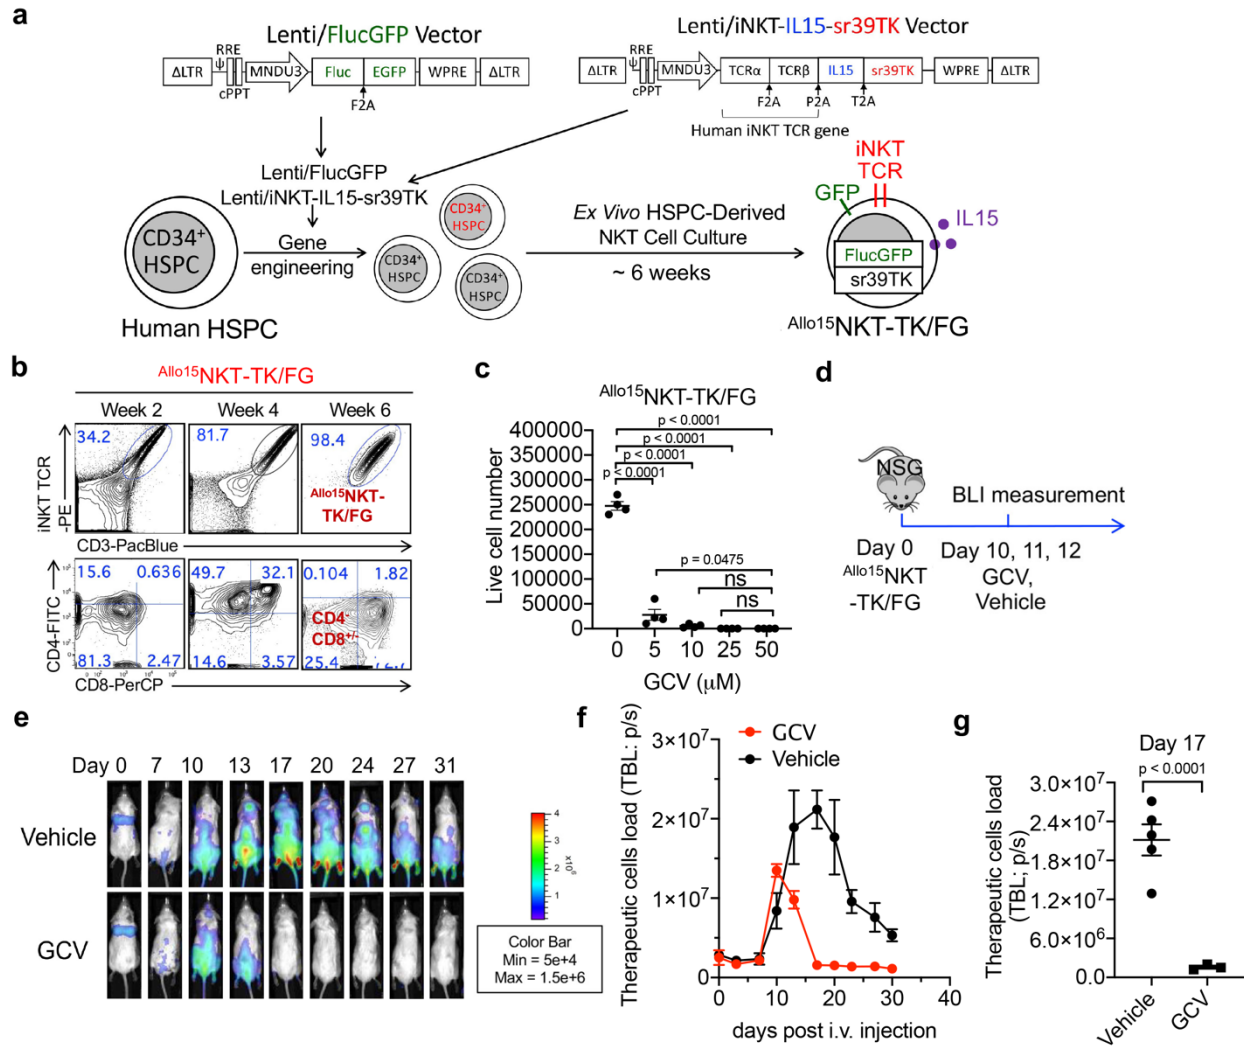 a
Lenti/FlucGFP Vector
ΔLTR
RRE
ψ
cPPT
MNDU3
Fluc
EGFP
WPRE
ΔLTR
F2A
Lenti/iNKT-IL15-sr39TK Vector
ΔLTR
RRE
ψ
cPPT
MNDU3
TCRα
TCRβ
IL15
sr39TK
WPRE
ΔLTR
F2A
P2A
T2A
Human iNKT TCR gene
Lenti/FlucGFP
Lenti/iNKT-IL15-sr39TK
CD34+
HSPC
Human HSPC
Gene
engineering
CD34+
HSPC
CD34+
HSPC
CD34+
HSPC
Ex Vivo HSPC-Derived
NKT Cell Culture
~ 6 weeks
iNKT
TCR
GFP
IL15
FlucGFP
sr39TK
Allo15NKT-TK/FG
b
Allo15NKT-TK/FG
Week 2
Week 4
Week 6
34.2
81.7
98.4
Allo15NKT-
TK/FG
iNKT TCR
-PE
CD3-PacBlue
15.6
0.636
49.7
32.1
0.104
1.82
CD4-
CD8+/-
81.3
2.47
14.6
3.57
25.4
CD4-FITC
CD8-PerCP
c
Allo15NKT-TK/FG
p < 0.0001
p < 0.0001
p < 0.0001
p < 0.0001
p = 0.0475
ns
ns
Live cell number
400000
350000
300000
250000
200000
150000
100000
50000
0
0
5
10
25
50
GCV (μM)
d
NSG
BLI measurement
Day 0
Allo15NKT
-TK/FG
Day 10, 11, 12
GCV,
Vehicle
e
Day 0 7 10 13 17 20 24 27 31
Vehicle
GCV
4
3
2
1
Color Bar
Min = 5e+4
Max = 1.5e+6
f
GCV
Vehicle
Therapeutic cells load (TBL: p/s)
3×10⁷
2×10⁷
1×10⁷
0
0 10 20 30 40
days post i.v. injection
g
Day 17
p < 0.0001
Therapeutic cells load
(TBL; p/s)
3.0×10⁷
2.4×10⁷
1.8×10⁷
1.2×10⁷
6.0×10⁶
0.0
Vehicle
GCV